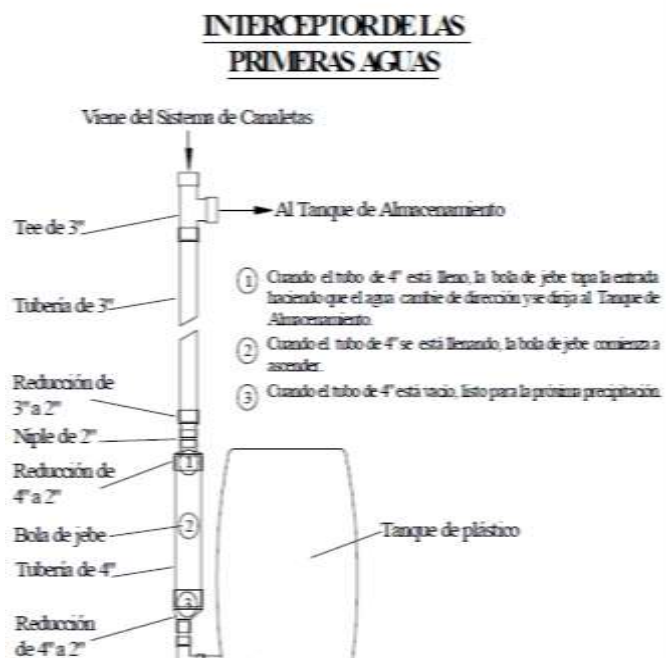 INTERCEPTOR DE LAS
PRIMERAS AGUAS
Viene del Sistema de Canaletas
Al Tanque de Almacenamiento
Tee de 3"
Tubería de 3"
1 Cuando el tubo de 4" está lleno, la bola de jebe tapa la entrada
haciendo que el agua cambie de dirección y se dirija al Tanque de
Almacenamiento.
2 Cuando el tubo de 4" se está llenando, la bola de jebe comienza a
ascender.
3 Cuando el tubo de 4" está vacio, listo para la próxima precipitación.
Reducción de
3" a 2"
Niple de 2"
Reducción de
4" a 2"
1
Bola de jebe
2
Tanque de plástico
Tubería de 4"
3
Reducción
de 4" a 2"